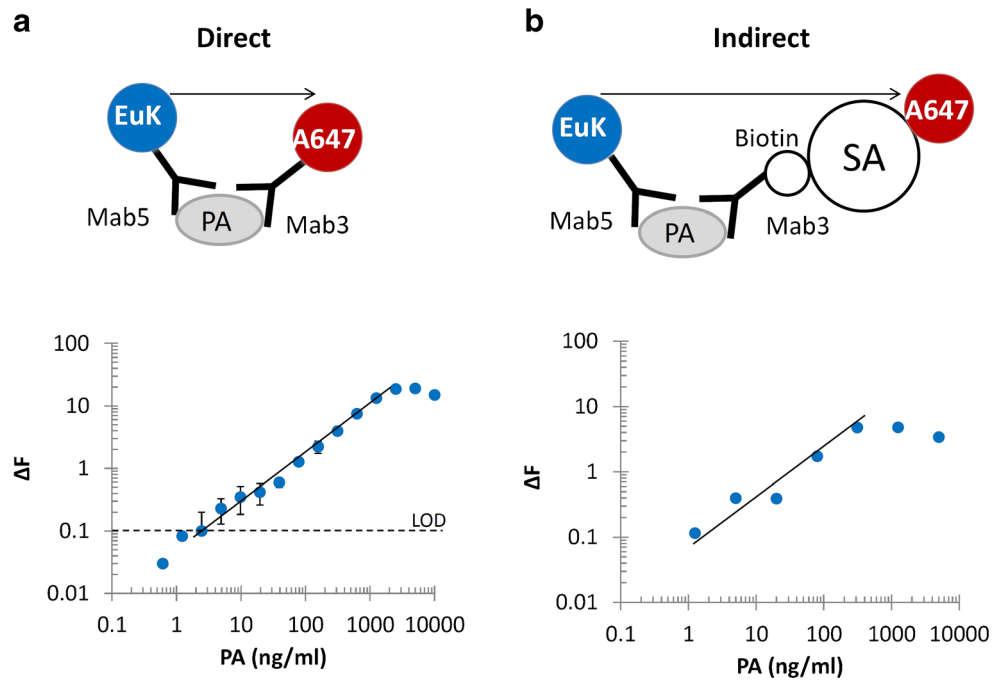 a
Direct
EuK
A647
Mab5
PA
Mab3
100
10
1
0.1
0.01
ΔF
LOD
0.1 1 10 100 1000 10000
PA (ng/ml)
b
Indirect
EuK
A647
Biotin
SA
Mab5
PA
Mab3
100
10
1
0.1
0.01
ΔF
0.1 1 10 100 1000 10000
PA (ng/ml)